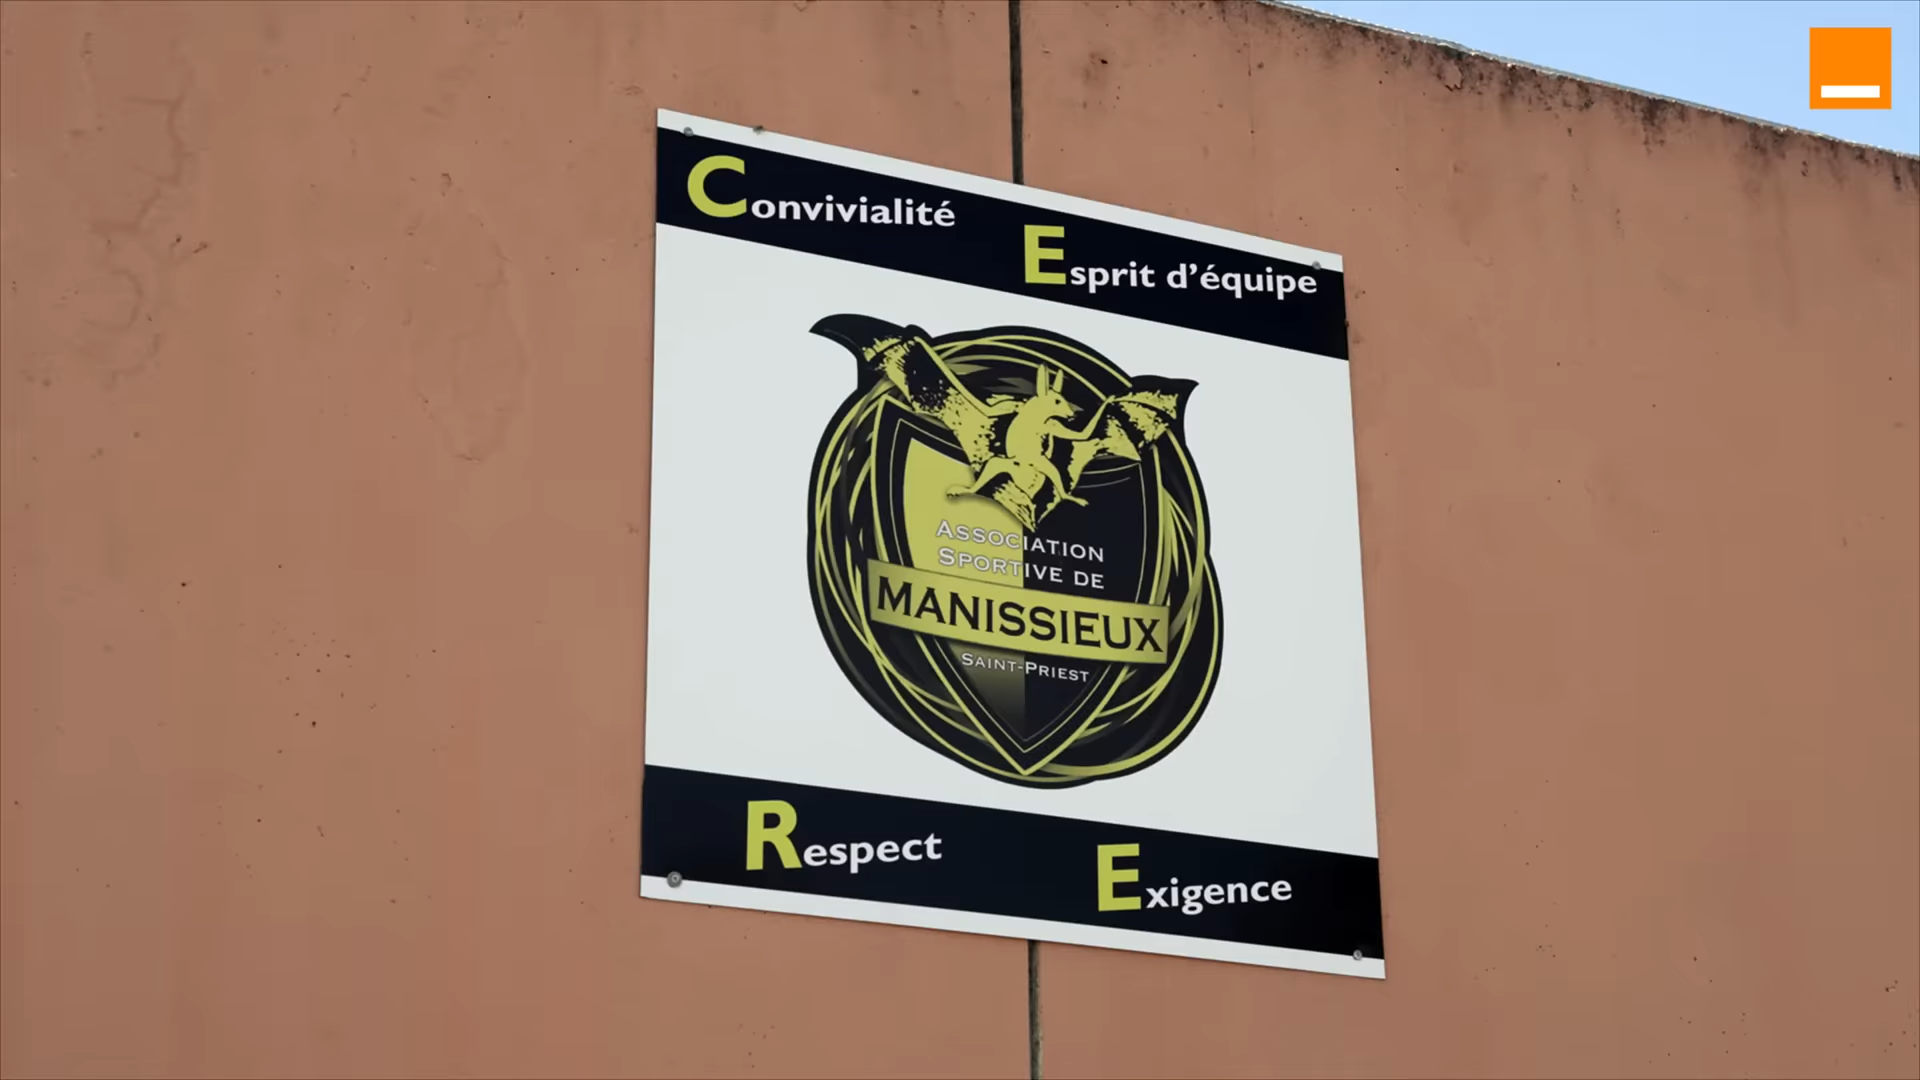 Convivialité
Esprit d'équipe
ASSOCIATION
SPORTIVE DE
MANISSIEUX
SAINT-PRIEST
Respect
Exigence